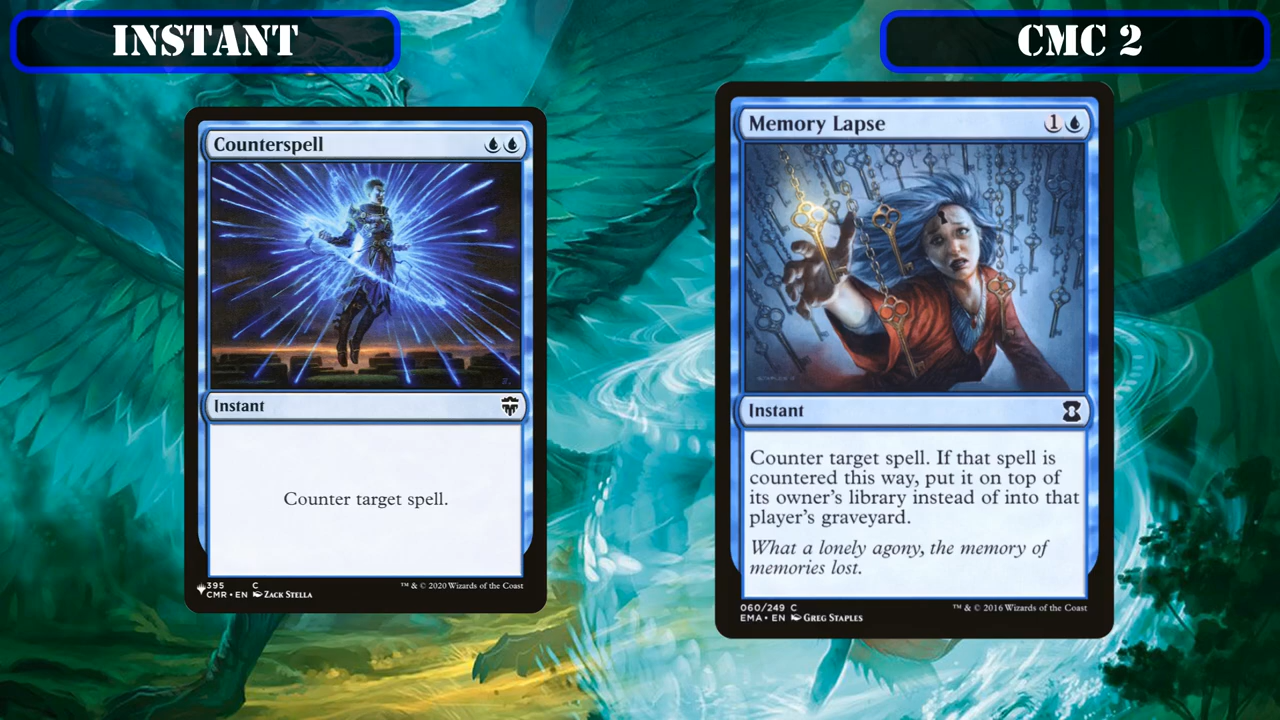 INSTANT
CMC 2
Counterspell
Instant
Counter target spell.
395 C
CMR • EN ZACK STELLA
™ & © 2020 Wizards of the Coast
Memory Lapse 1
Instant
Counter target spell. If that spell is
countered this way, put it on top of
its owner's library instead of into that
player's graveyard.
What a lonely agony, the memory of
memories lost.
060/249 C
EMA • EN GREG STAPLES
™ & © 2016 Wizards of the Coast